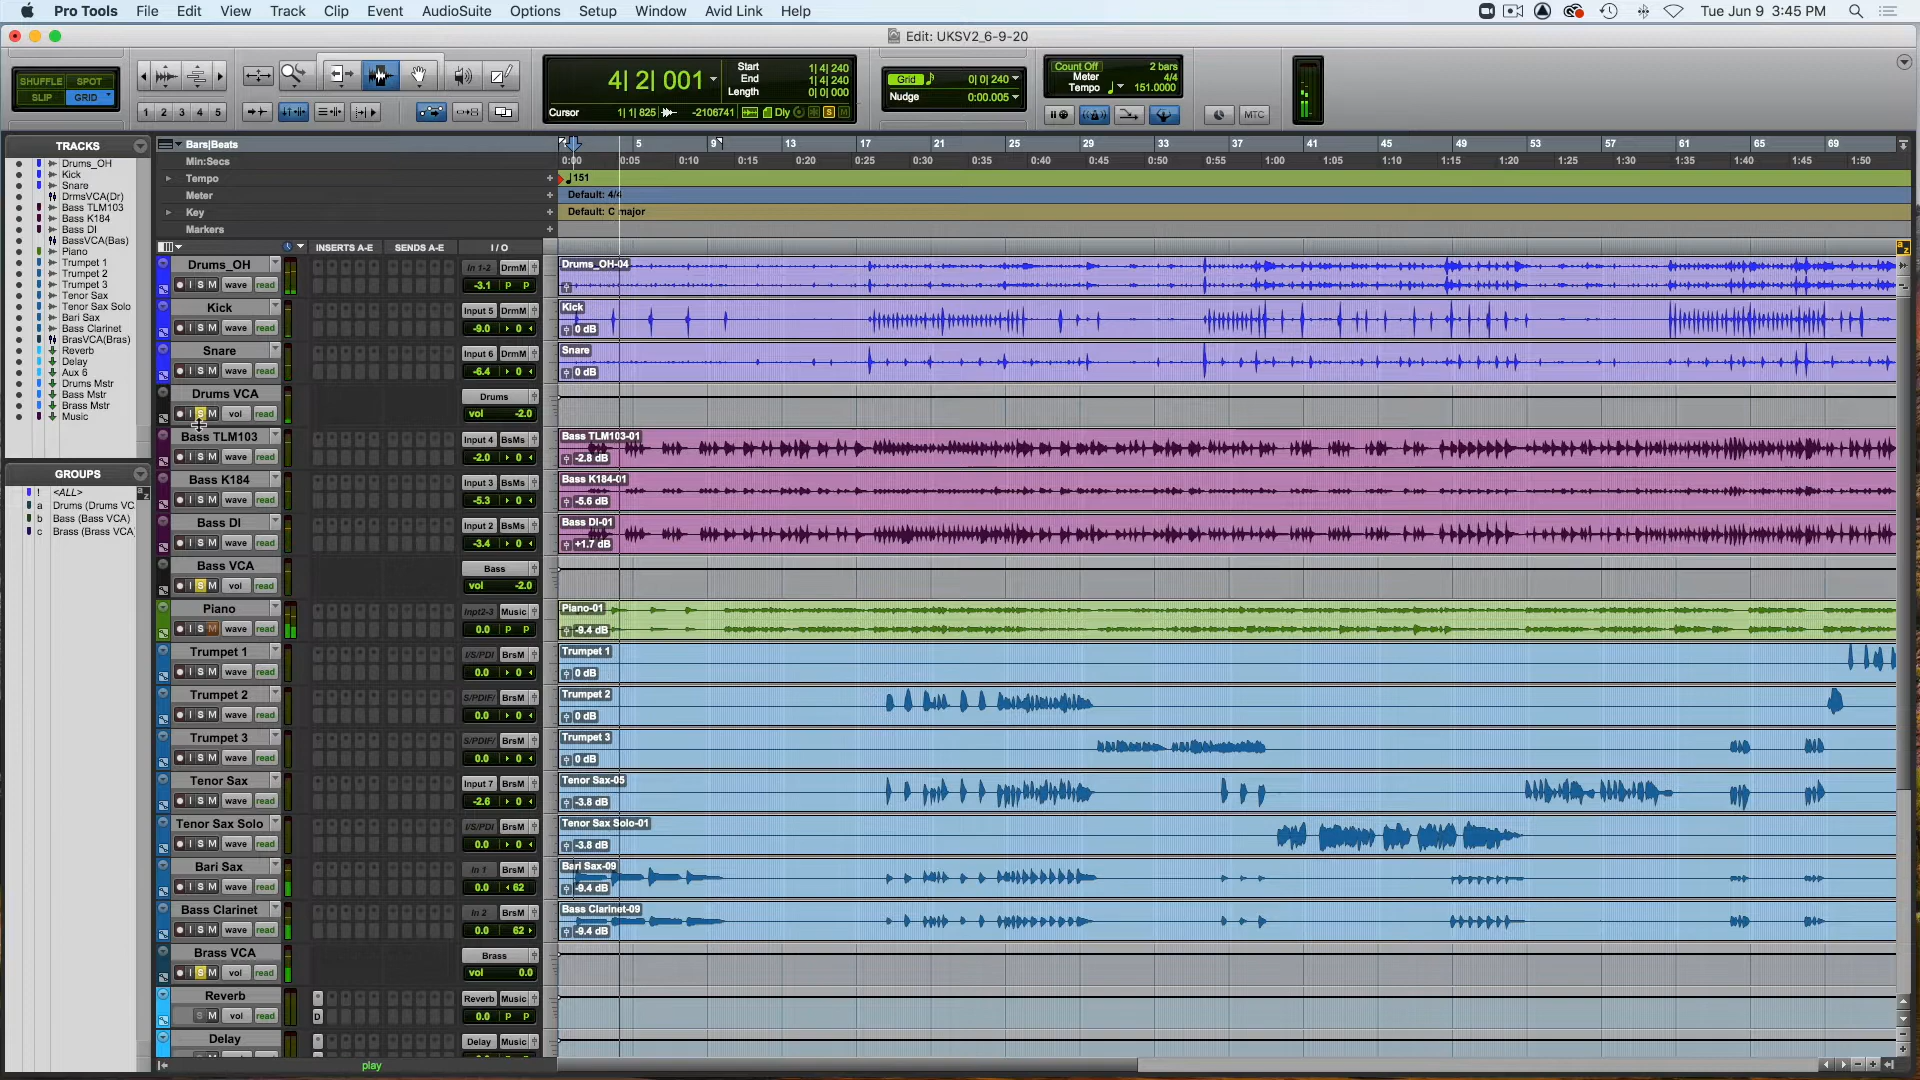 Pro Tools File Edit View Track Clip Event AudioSuite Options Setup Window Avid Link Help Tue Jun 9 3:45 PM
Edit: UKSV2_6-9-20
SHUFFLE SPOT
SLIP GRID
1 2 3 4 5
4| 2| 001
Start 1| 4| 240
End 1| 4| 240
Length 0| 0| 000
Cursor 1| 1| 825 -2106741 Dly S M
Grid 0| 0| 240
Nudge 0:00.005
Count Off 2 bars
Meter 4/4
Tempo 151.0000
MTC
TRACKS
Drums_OH
Kick
Snare
DrmsVCA(Dr)
Bass TLM103
Bass K184
Bass DI
BassVCA(Bas)
Piano
Trumpet 1
Trumpet 2
Trumpet 3
Tenor Sax
Tenor Sax Solo
Bari Sax
Bass Clarinet
BrasVCA(Bras)
Reverb
Delay
Aux 6
Drums Mstr
Bass Mstr
Brass Mstr
Music
GROUPS
! <ALL>
a Drums (Drums VC
b Bass (Bass VCA)
c Brass (Brass VCA)
Bars|Beats 5 9 13 17 21 25 29 33 37 41 45 49 53 57 61 65 69
Min:Secs 0:00 0:05 0:10 0:15 0:20 0:25 0:30 0:35 0:40 0:45 0:50 0:55 1:00 1:05 1:10 1:15 1:20 1:25 1:30 1:35 1:40 1:45 1:50
Tempo 151
Meter Default: 4/4
Key Default: C major
Markers
INSERTS A-E SENDS A-E I / O
Drums_OH In 1-2 DrmM Drums_OH-04
I S M wave read -3.1 P P
Kick Input 5 DrmM Kick
I S M wave read -9.0 0 0 dB
Snare Input 6 DrmM Snare
I S M wave read -6.4 0 0 dB
Drums VCA Drums
I S M vol read vol -2.0
Bass TLM103 Input 4 BsMs Bass TLM103-01
I S M wave read -2.0 0 -2.8 dB
Bass K184 Input 3 BsMs Bass K184-01
I S M wave read -5.3 0 -5.6 dB
Bass DI Input 2 BsMs Bass DI-01
I S M wave read -3.4 0 +1.7 dB
Bass VCA Bass
I S M vol read vol -2.0
Piano Inpt2-3 Music Piano-01
I S M wave read 0.0 P P -9.4 dB
Trumpet 1 I/S/PDI BrsM Trumpet 1
I S M wave read 0.0 0 0 dB
Trumpet 2 S/PDIF/ BrsM Trumpet 2
I S M wave read 0.0 0 0 dB
Trumpet 3 S/PDIF/ BrsM Trumpet 3
I S M wave read 0.0 0 0 dB
Tenor Sax Input 7 BrsM Tenor Sax-05
I S M wave read -2.6 0 -3.8 dB
Tenor Sax Solo I/S/PDI BrsM Tenor Sax Solo-01
I S M wave read 0.0 0 -3.8 dB
Bari Sax In 1 BrsM Bari Sax-09
I S M wave read 0.0 62 -9.4 dB
Bass Clarinet In 2 BrsM Bass Clarinet-09
I S M wave read 0.0 62 -9.4 dB
Brass VCA Brass
I S M vol read vol 0.0
Reverb Reverb Music
S M vol read D 0.0 P P
Delay Delay Music
play